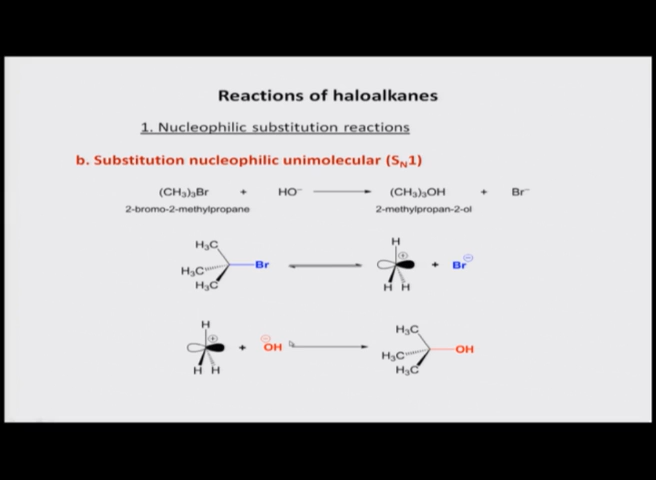 Reactions of haloalkanes
1. Nucleophilic substitution reactions
b. Substitution nucleophilic unimolecular (SN1)
(CH3)3Br + HO⁻ (CH3)3OH + Br⁻
2-bromo-2-methylpropane 2-methylpropan-2-ol
H3C H
H3C Br ⊕ + Br⊖
H3C H H
H H3C
⊕ + ⊖OH H3C OH
H H H3C